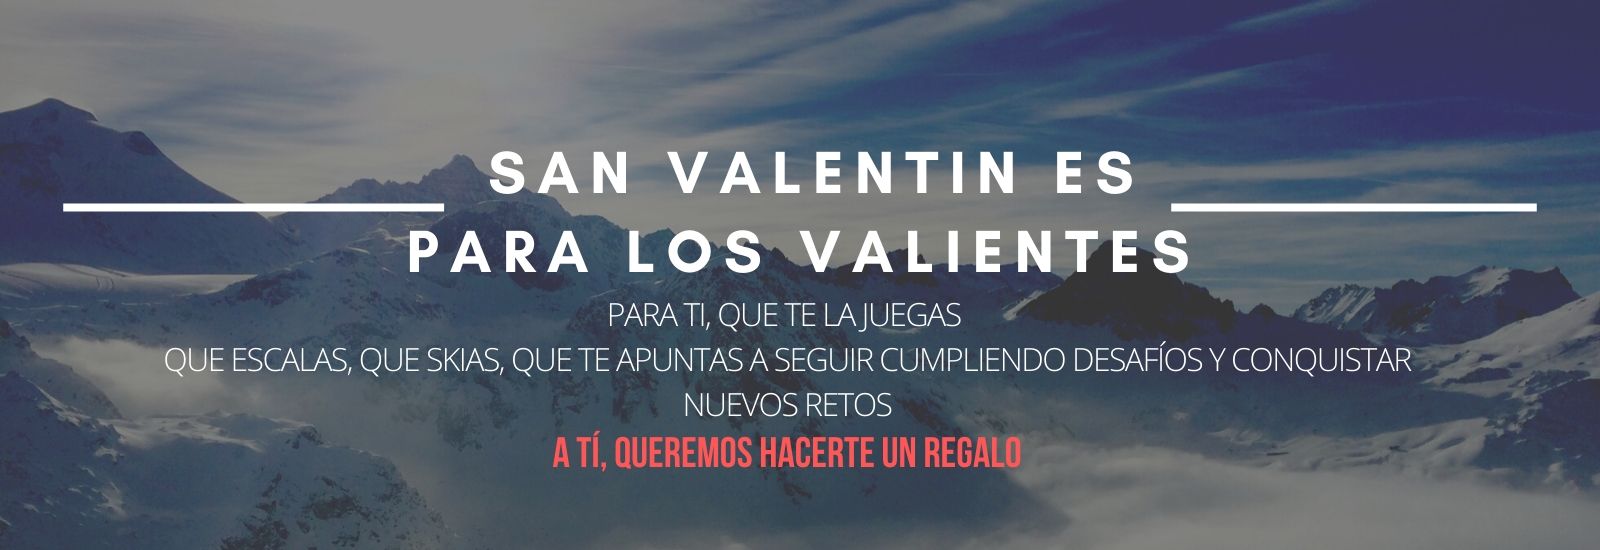 SAN VALENTIN ES
PARA LOS VALIENTES
PARA TI, QUE TE LA JUEGAS
QUE ESCALAS, QUE SKIAS, QUE TE APUNTAS A SEGUIR CUMPLIENDO DESAFÍOS Y CONQUISTAR
NUEVOS RETOS
A TÍ, QUEREMOS HACERTE UN REGALO